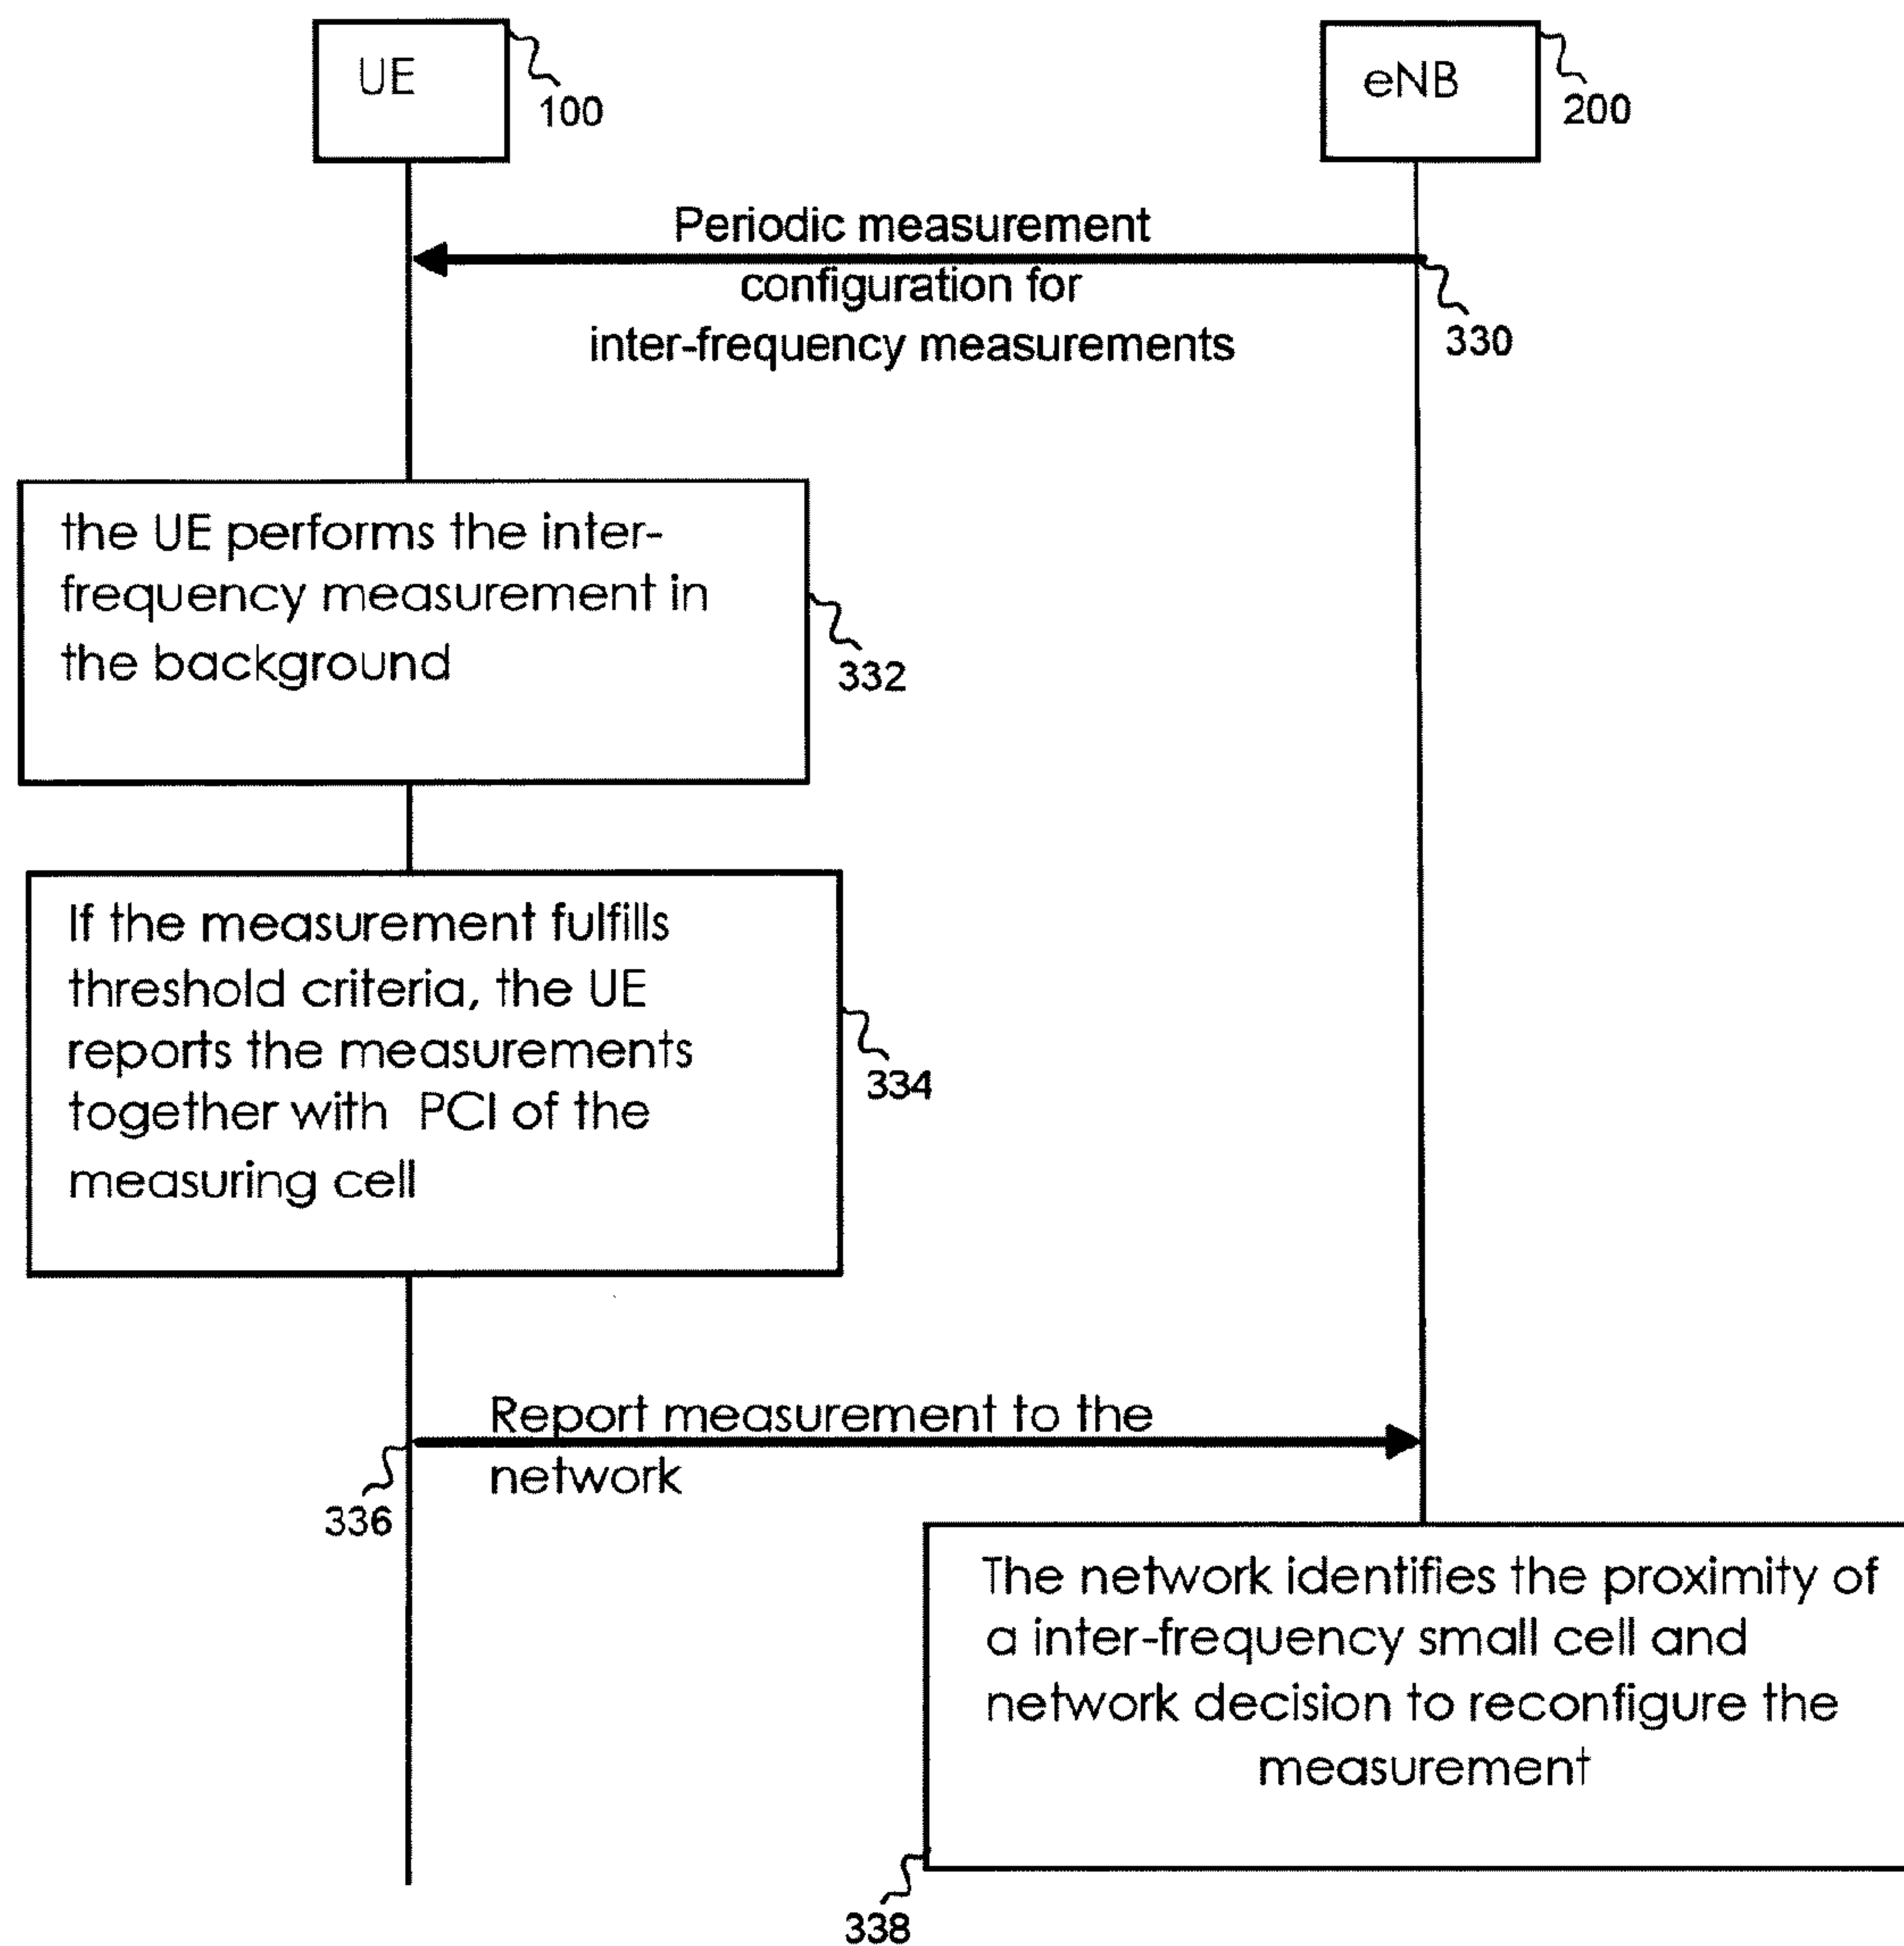 UE
100
eNB
200
Periodic measurement
configuration for
inter-frequency measurements
330
the UE performs the inter-
frequency measurement in
the background
332
If the measurement fulfills
threshold criteria, the UE
reports the measurements
together with PCI of the
measuring cell
334
Report measurement to the
network
336
The network identifies the proximity of
a inter-frequency small cell and
network decision to reconfigure the
measurement
338